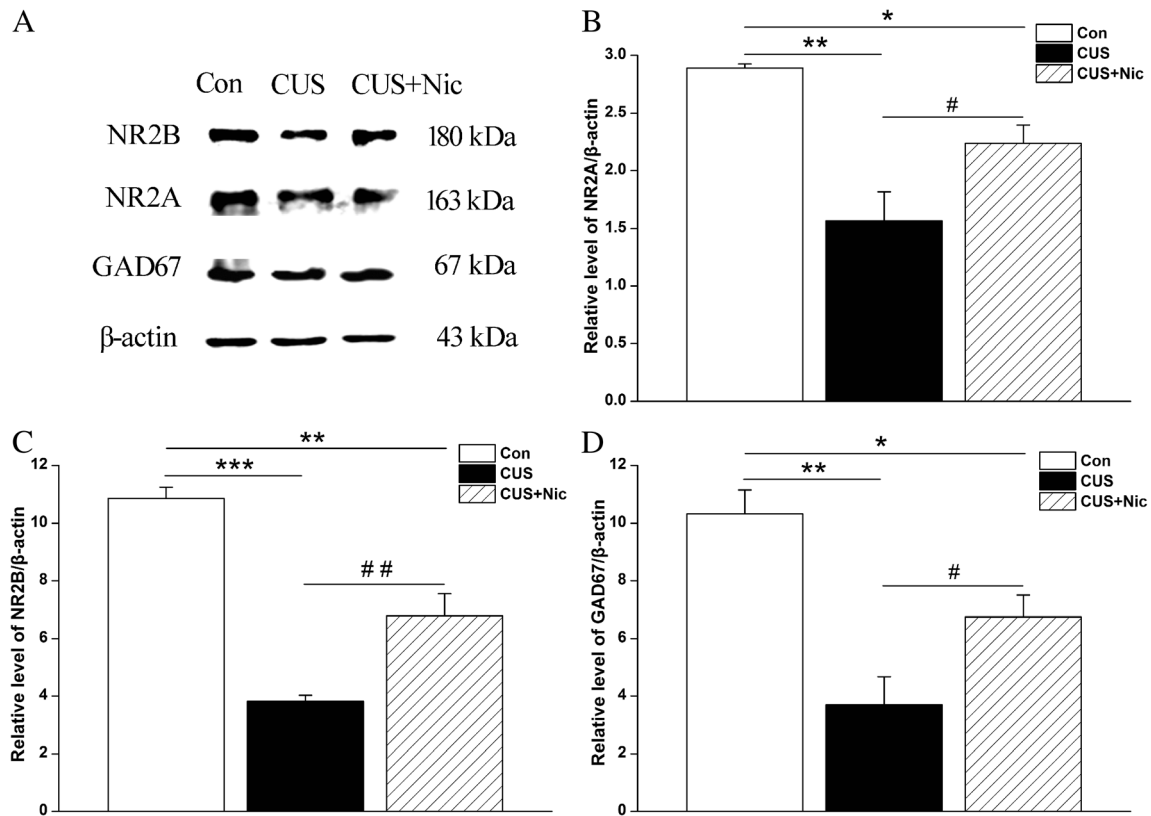 A
Con CUS CUS+Nic
NR2B 180 kDa
NR2A 163 kDa
GAD67 67 kDa
β-actin 43 kDa
B
Con
CUS
CUS+Nic
*
**
#
Relative level of NR2A/β-actin
3.0
2.5
2.0
1.5
1.0
0.5
0.0
C
Con
CUS
CUS+Nic
**
***
# #
Relative level of NR2B/β-actin
12
10
8
6
4
2
0
D
Con
CUS
CUS+Nic
*
**
#
Relative level of GAD67/β-actin
12
10
8
6
4
2
0